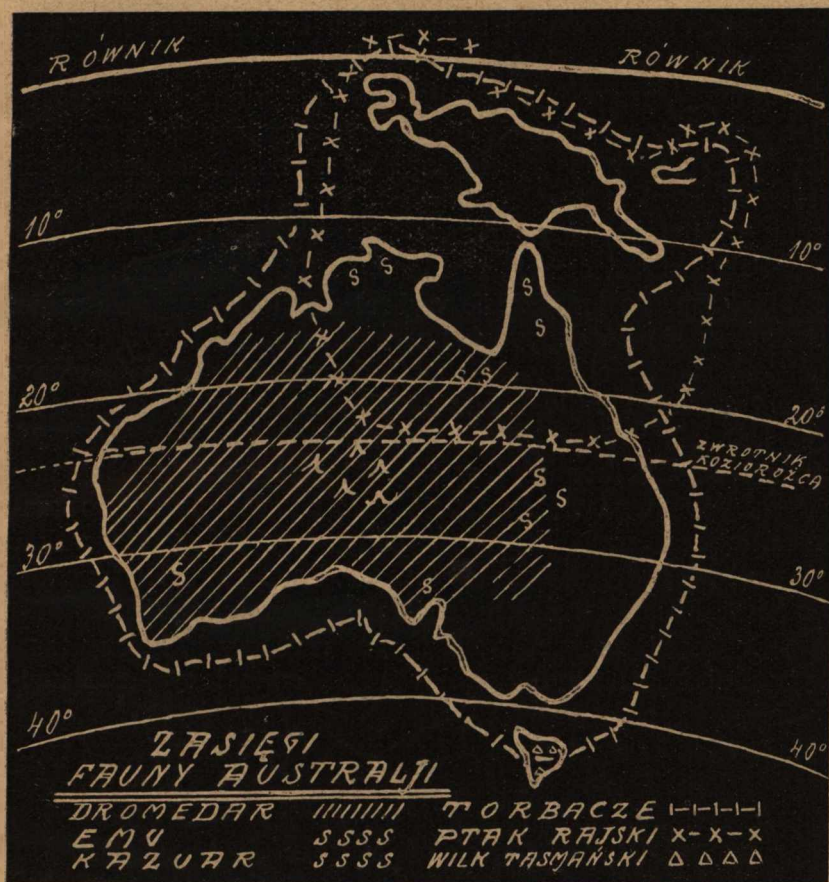 RÓWNIK RÓWNIK
10° 10°
20° 20°
ZWROTNIK
KOZIOROŻCA
30° 30°
40° 40°
ZASIĘGI
FAUNY AUSTRALJI
DROMEDAR ///////// TORBACZE |-|-|-|-|
EMU SSSS PTAK RAJSKI X-X-X
KAZUAR SSSS WILK TASMAŃSKI △ △ △ △